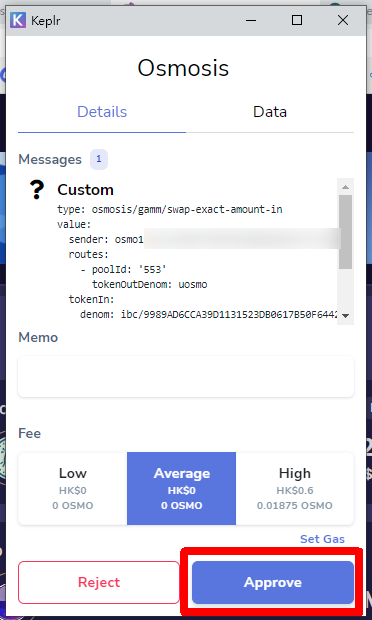 Keplr
Osmosis
Details Data
Messages 1
? Custom
type: osmosis/gamm/swap-exact-amount-in
value:
sender: osmo1
routes:
- poolId: '553'
tokenOutDenom: uosmo
tokenIn:
denom: ibc/9989AD6CCA39D1131523DB0617B50F6442
Memo
Fee
Low Average High
HK$0 HK$0 HK$0.6
0 OSMO 0 OSMO 0.01875 OSMO
Set Gas
Reject Approve